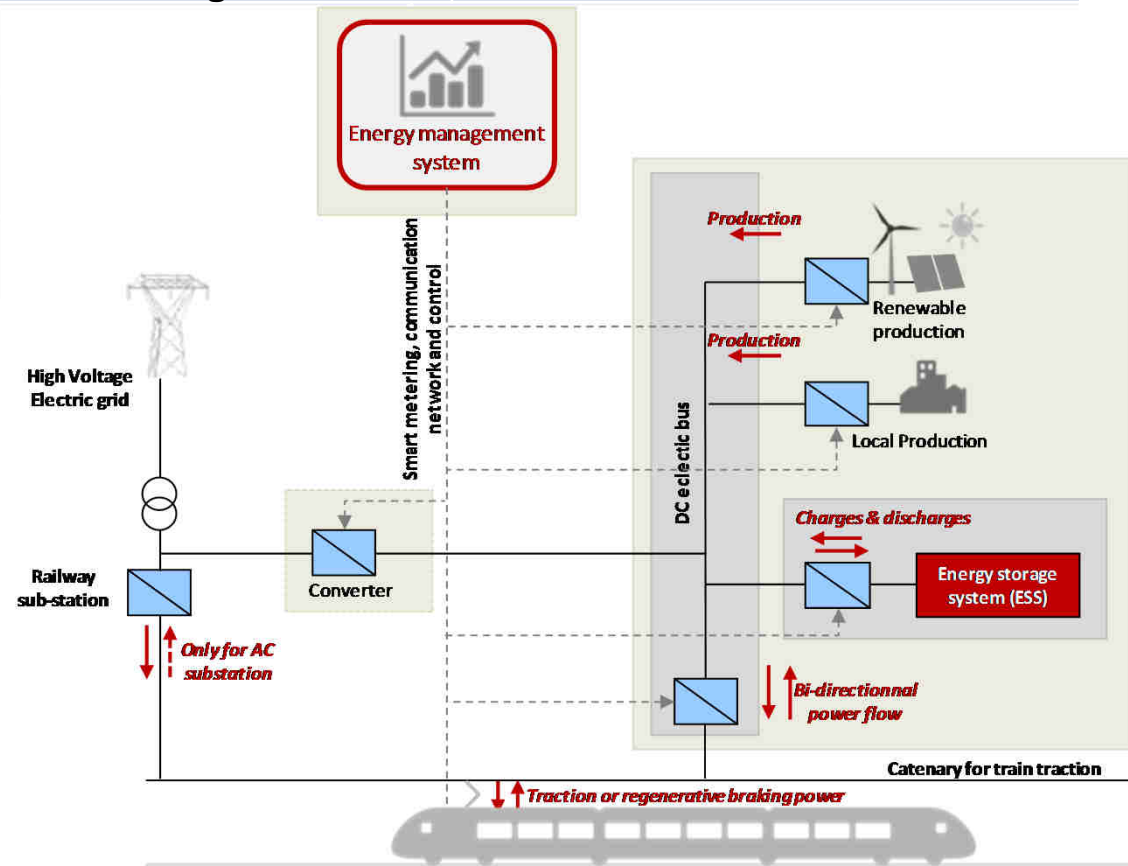 Energy management
system
Smart metering, communication
network and control
Production
Renewable
production
Production
High Voltage
Electric grid
DC eclectic bus
Local Production
Charges & discharges
Energy storage
system (ESS)
Railway
sub-station
Converter
Only for AC
substation
Bi-directionnal
power flow
Catenary for train traction
Traction or regenerative braking power